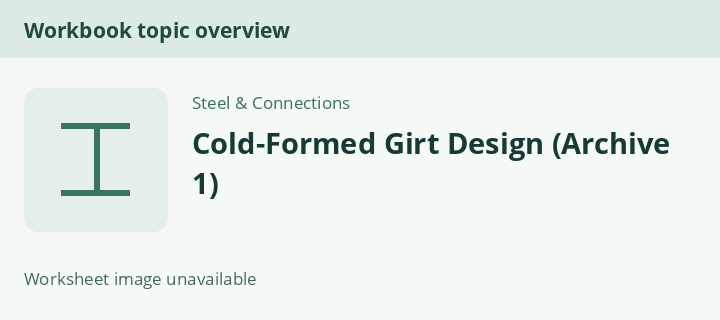 Workbook topic overview
Steel & Connections
Cold-Formed Girt Design (Archive
1)
Worksheet image unavailable